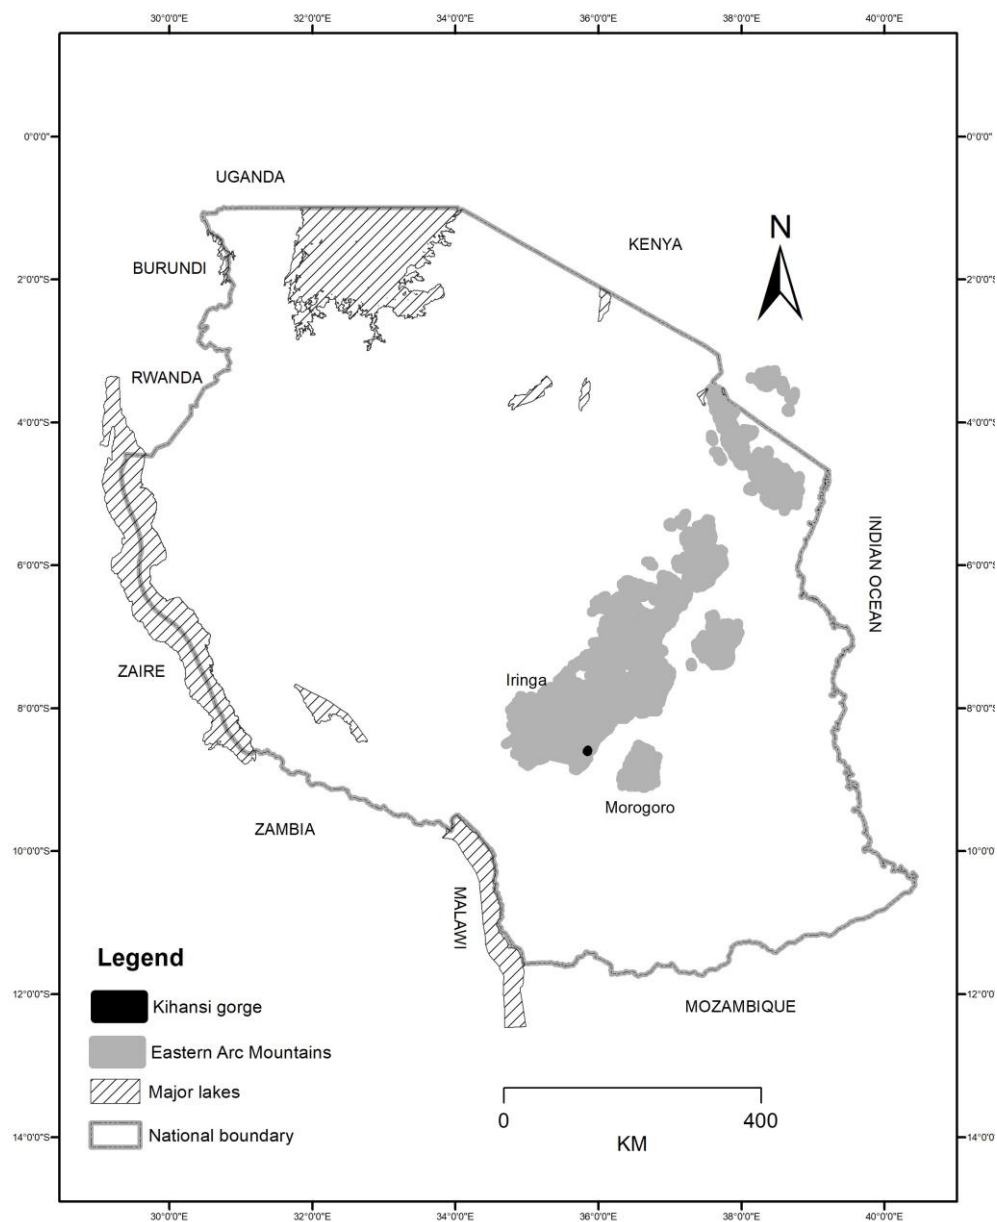 30°0'0"E 32°0'0"E 34°0'0"E 36°0'0"E 38°0'0"E 40°0'0"E
0°0'0" 0°0'0"
UGANDA
N
KENYA
BURUNDI
2°0'0"S 2°0'0"S
RWANDA
4°0'0"S 4°0'0"S
INDIAN OCEAN
6°0'0"S 6°0'0"S
ZAIRE
Iringa
8°0'0"S 8°0'0"S
Morogoro
ZAMBIA
10°0'0"S 10°0'0"S
MALAWI
Legend
12°0'0"S 12°0'0"S
Kihansi gorge
MOZAMBIQUE
Eastern Arc Mountains
Major lakes
National boundary
0 400
KM
14°0'0"S 14°0'0"S
30°0'0"E 32°0'0"E 34°0'0"E 36°0'0"E 38°0'0"E 40°0'0"E